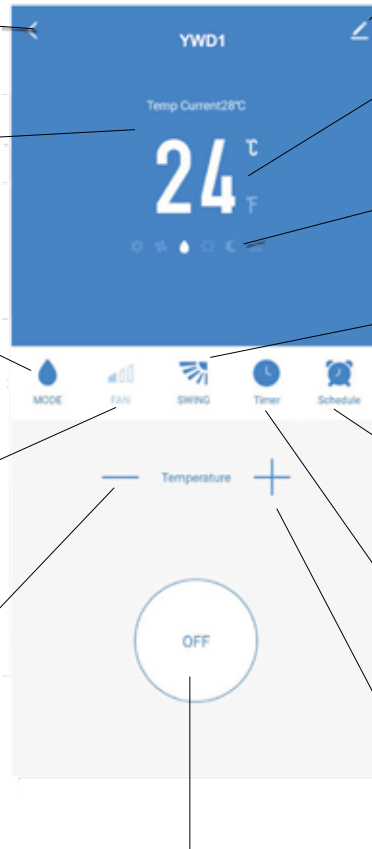 YWD1
Temp Current28℃
24 ℃
℉
MODE FAN SWING Timer Schedule
Temperature
OFF